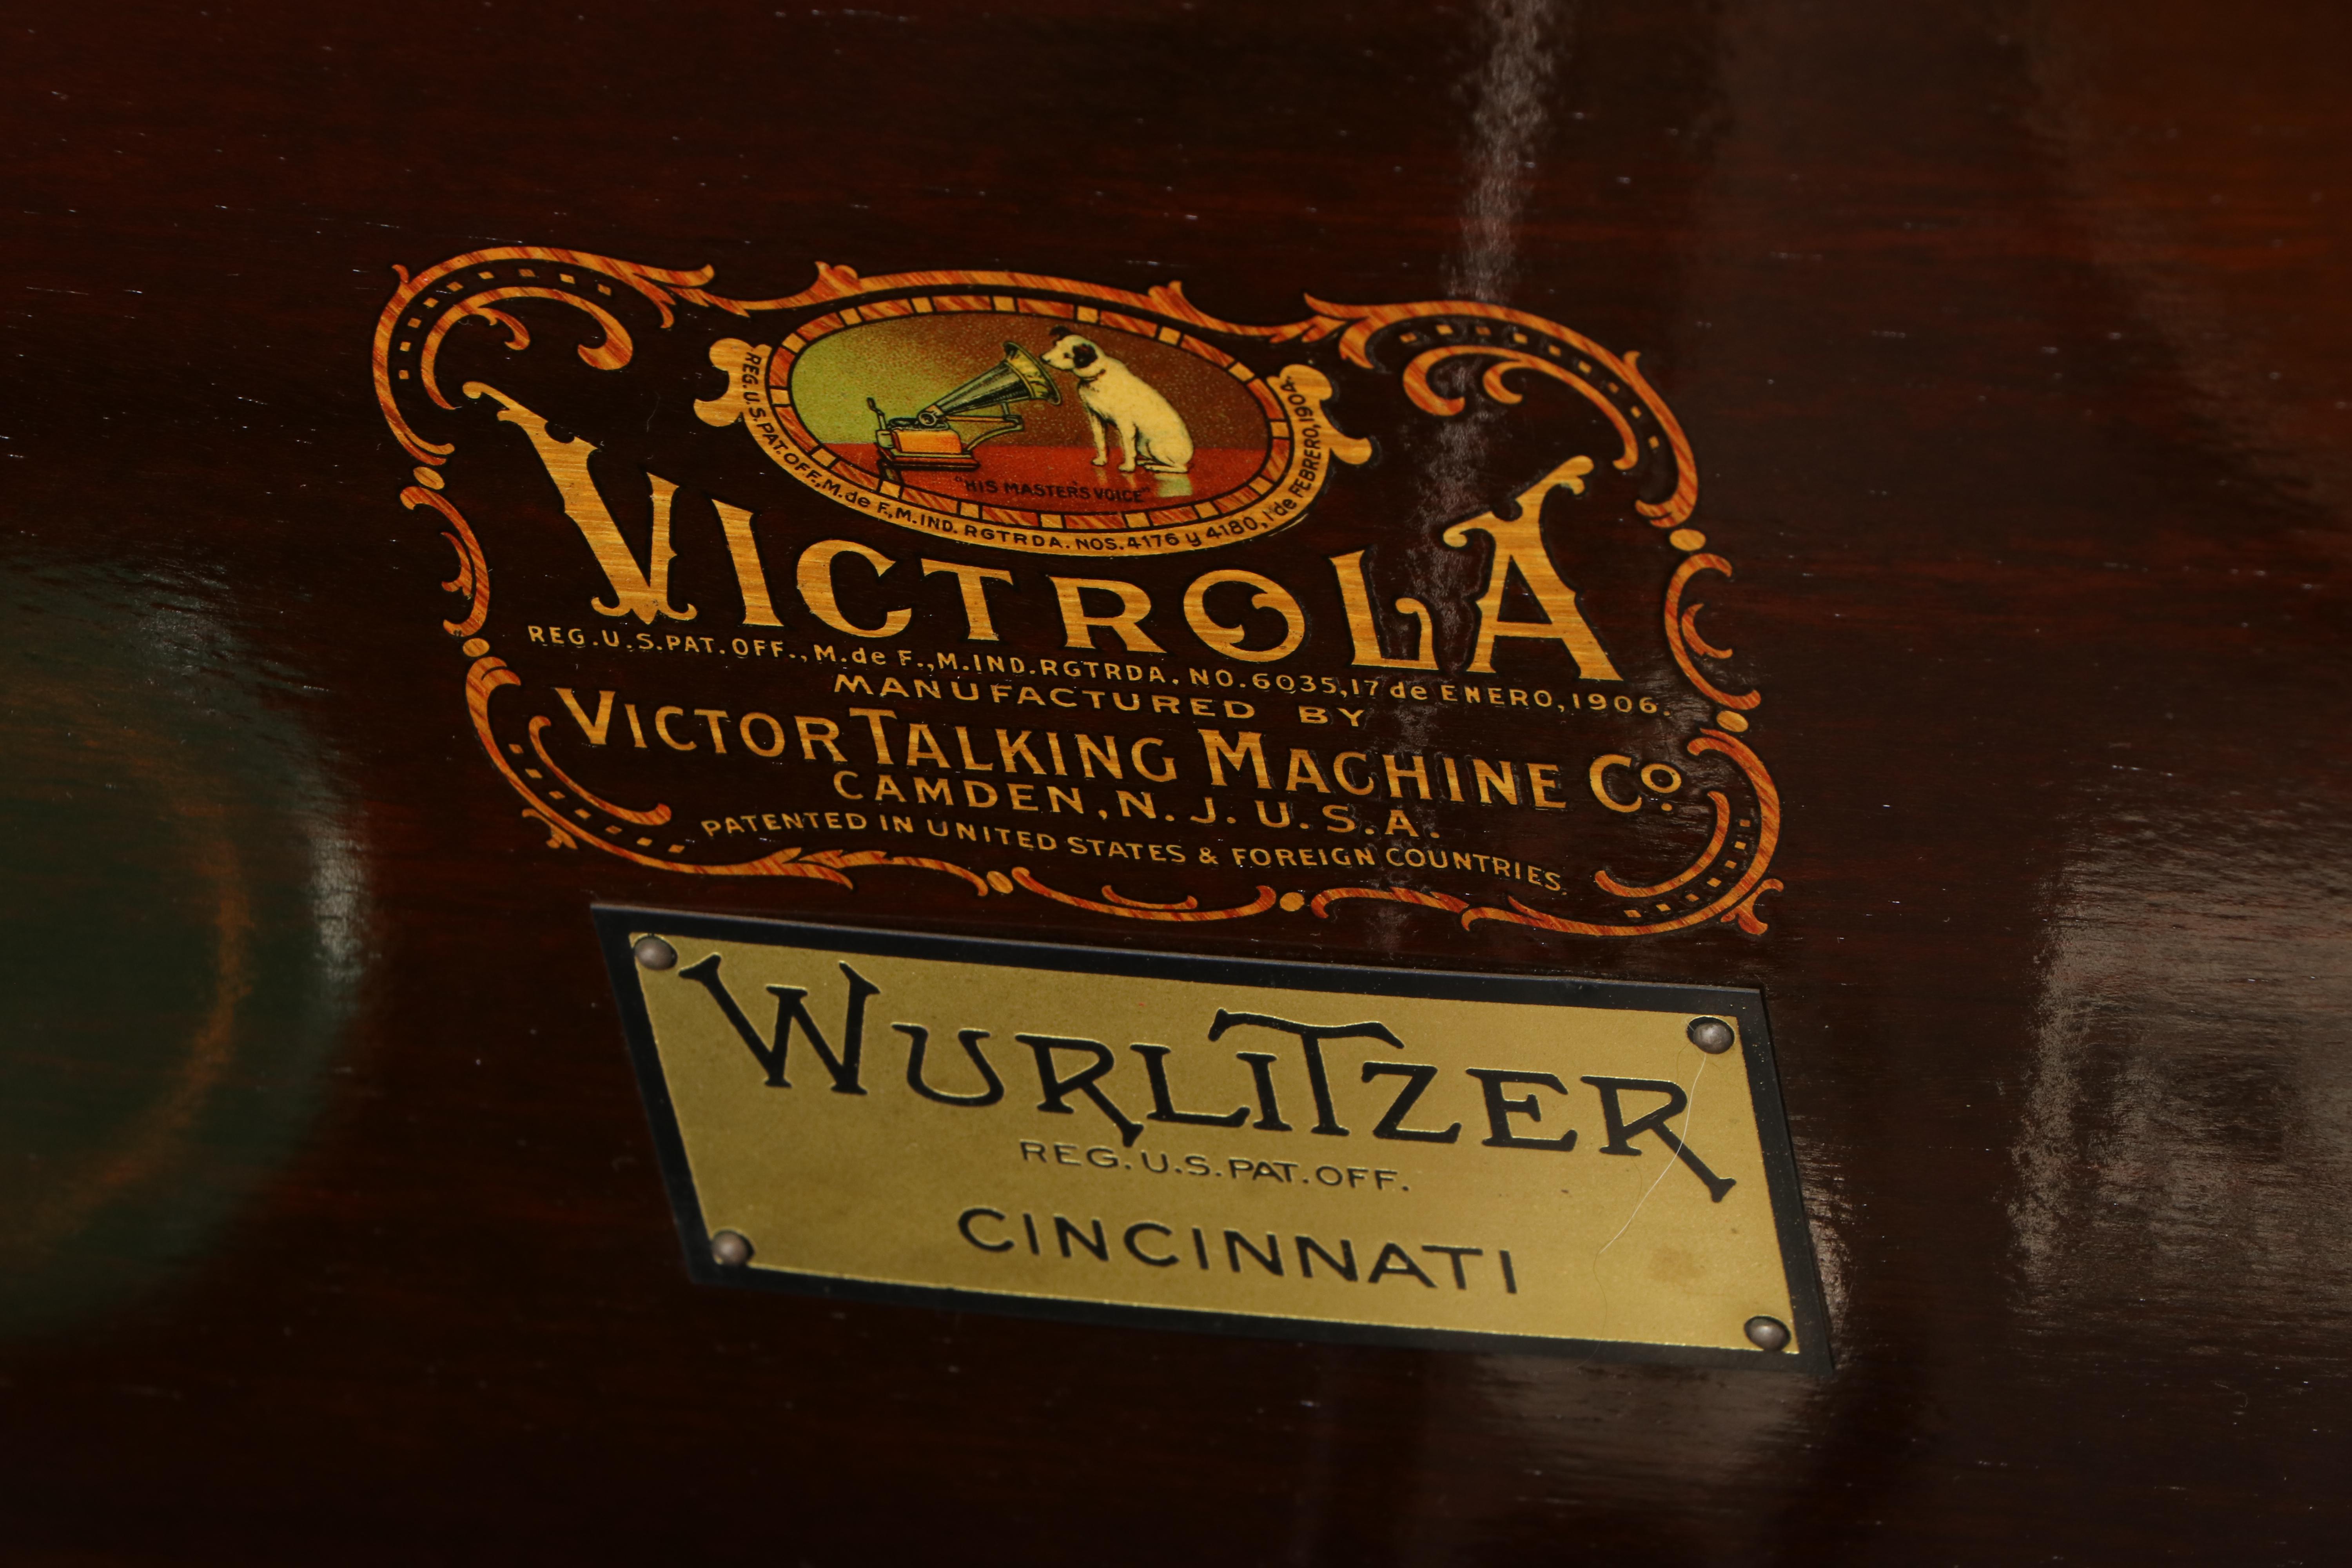 "HIS MASTER'S VOICE"
REG. U.S. PAT. OFF., M. de F., M. IND. RGTRDA. NOS. 4176 y 4180, 1º de FEBRERO, 1904.
VICTROLA
REG. U.S. PAT. OFF., M. de F., M. IND. RGTRDA. NO. 6035, 17 de ENERO, 1906.
MANUFACTURED BY
VICTOR TALKING MACHINE Co.
CAMDEN, N. J. U. S. A.
PATENTED IN UNITED STATES & FOREIGN COUNTRIES.
WURLiTZER
REG. U.S. PAT. OFF.
CINCINNATI